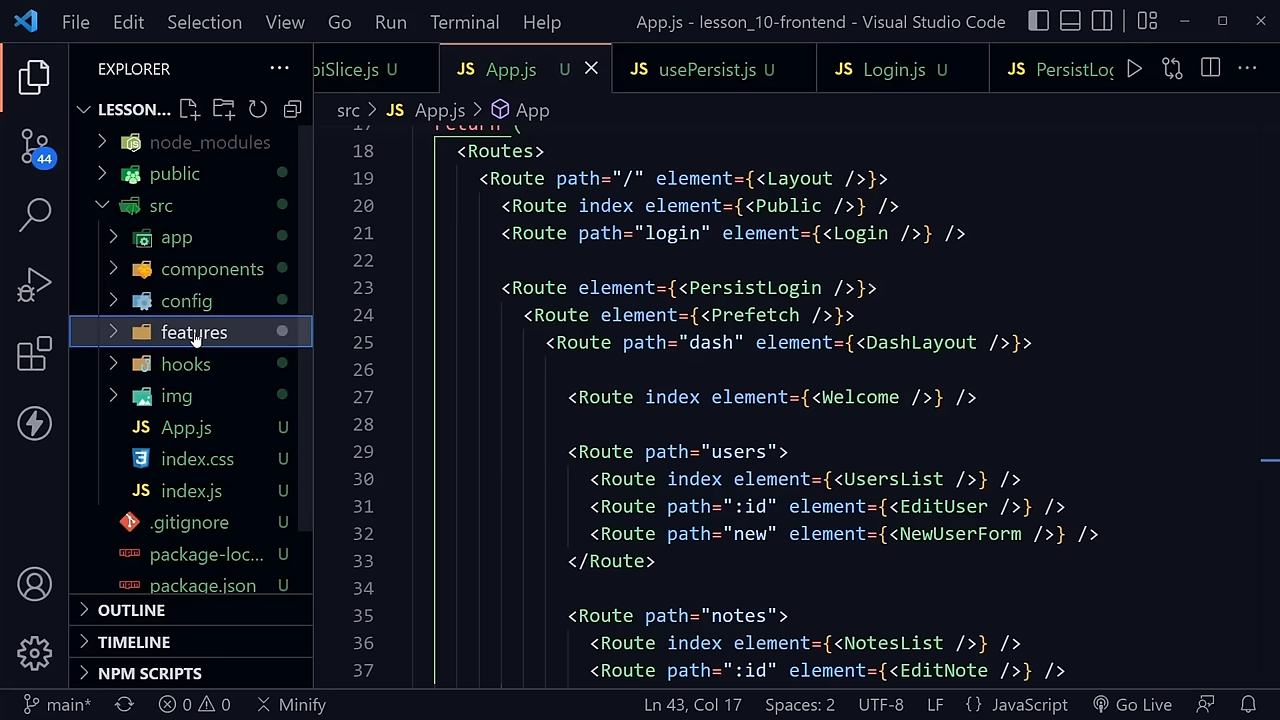 File Edit Selection View Go Run Terminal Help App.js - lesson_10-frontend - Visual Studio Code
EXPLORER
LESSON...
node_modules
public
src
app
components
config
features
hooks
img
JS App.js U
index.css U
JS index.js U
.gitignore U
package-loc... U
package.json U
OUTLINE
TIMELINE
NPM SCRIPTS
44
piSlice.js U
JS App.js U
JS usePersist.js U
JS Login.js U
JS PersistLog
src > JS App.js > App
17 return (
18 <Routes>
19 <Route path="/" element={<Layout />}>
20 <Route index element={<Public />} />
21 <Route path="login" element={<Login />} />
22
23 <Route element={<PersistLogin />}>
24 <Route element={<Prefetch />}>
25 <Route path="dash" element={<DashLayout />}>
26
27 <Route index element={<Welcome />} />
28
29 <Route path="users">
30 <Route index element={<UsersList />} />
31 <Route path=":id" element={<EditUser />} />
32 <Route path="new" element={<NewUserForm />} />
33 </Route>
34
35 <Route path="notes">
36 <Route index element={<NotesList />} />
37 <Route path=":id" element={<EditNote />} />
main* 0 0 Minify Ln 43, Col 17 Spaces: 2 UTF-8 LF {} JavaScript Go Live